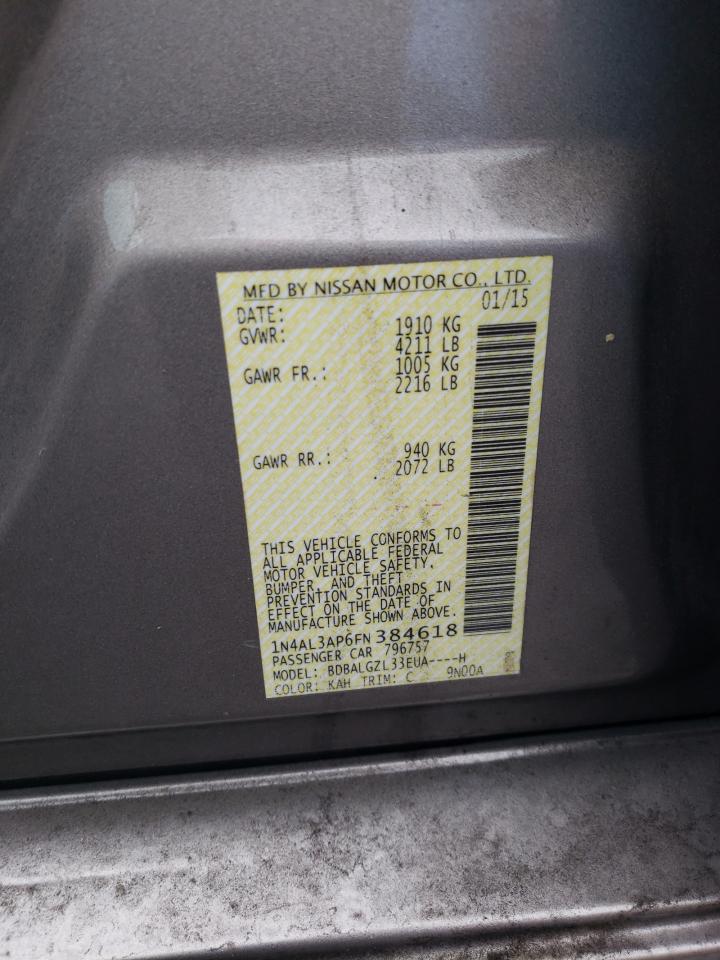 MFD BY NISSAN MOTOR CO., LTD.
DATE: 01/15
GVWR: 1910 KG
4211 LB
GAWR FR.: 1005 KG
2216 LB
GAWR RR.: 940 KG
2072 LB
THIS VEHICLE CONFORMS TO
ALL APPLICABLE FEDERAL
MOTOR VEHICLE SAFETY,
BUMPER, AND THEFT
PREVENTION STANDARDS IN
EFFECT ON THE DATE OF
MANUFACTURE SHOWN ABOVE.
1N4AL3AP6FN384618
PASSENGER CAR 796757
MODEL: BDBALGZL33EUA----H
COLOR: KAH TRIM: C 9N00A